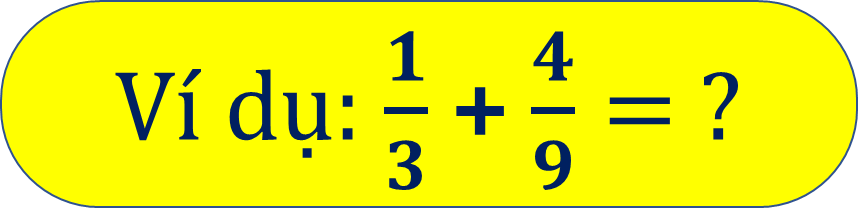 Ví dụ: 1/3 + 4/9 = ?